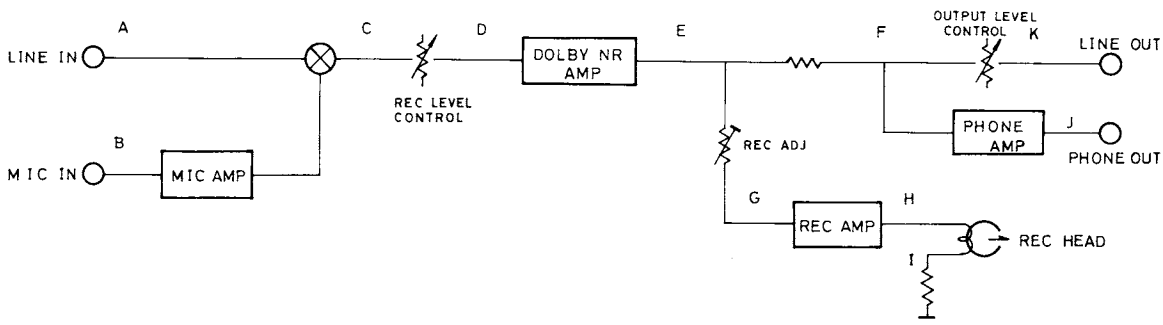 A
C
D
E
F
OUTPUT LEVEL
CONTROL
K
LINE IN
LINE OUT
DOLBY NR
AMP
REC LEVEL
CONTROL
B
MIC IN
MIC AMP
REC ADJ
PHONE
AMP
J
PHONE OUT
G
REC AMP
H
REC HEAD
I